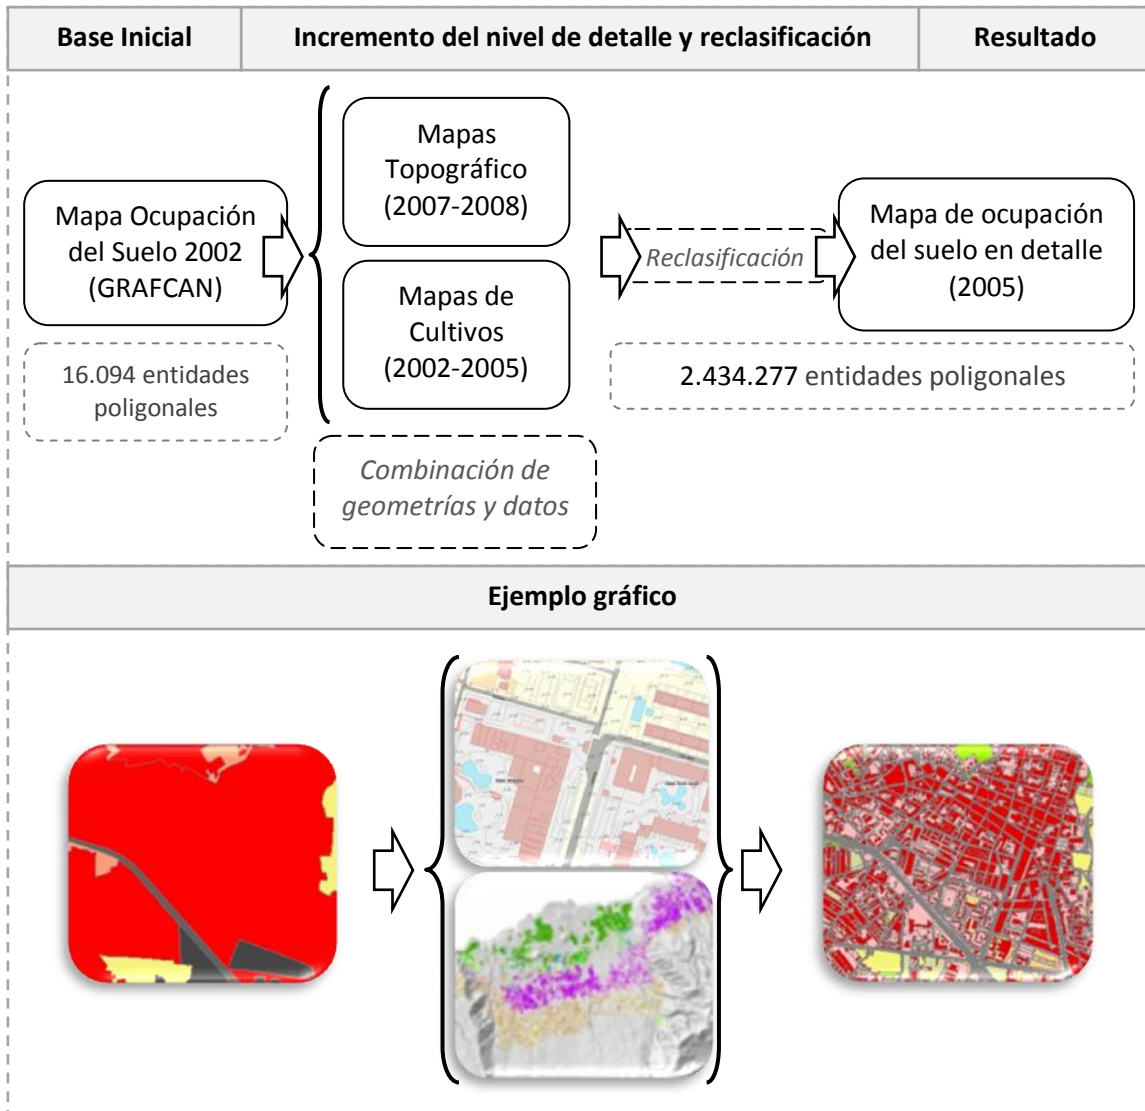 Base Inicial
Incremento del nivel de detalle y reclasificación
Resultado
Mapa Ocupación
del Suelo 2002
(GRAFCAN)
16.094 entidades
poligonales
Mapas
Topográfico
(2007-2008)
Mapas de
Cultivos
(2002-2005)
Combinación de
geometrías y datos
Reclasificación
Mapa de ocupación
del suelo en detalle
(2005)
2.434.277 entidades poligonales
Ejemplo gráfico